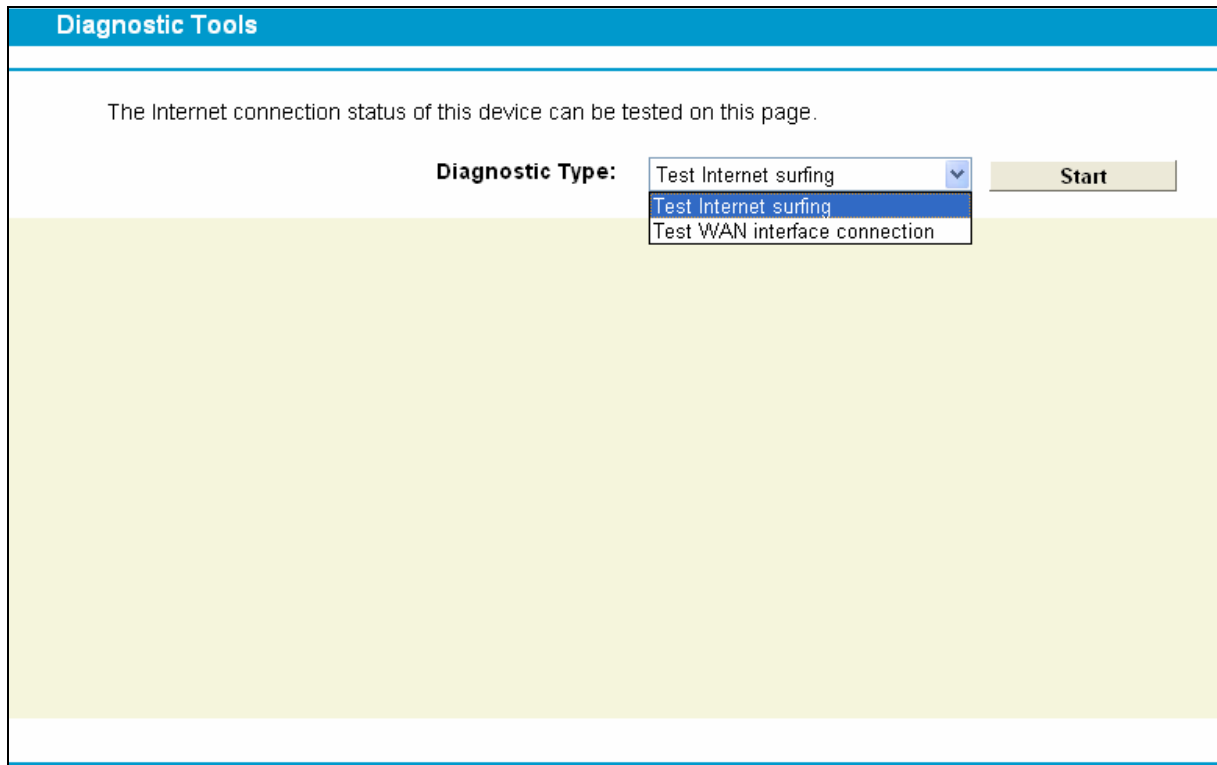 Diagnostic Tools
The Internet connection status of this device can be tested on this page.
Diagnostic Type: Test Internet surfing Start
Test Internet surfing
Test WAN interface connection